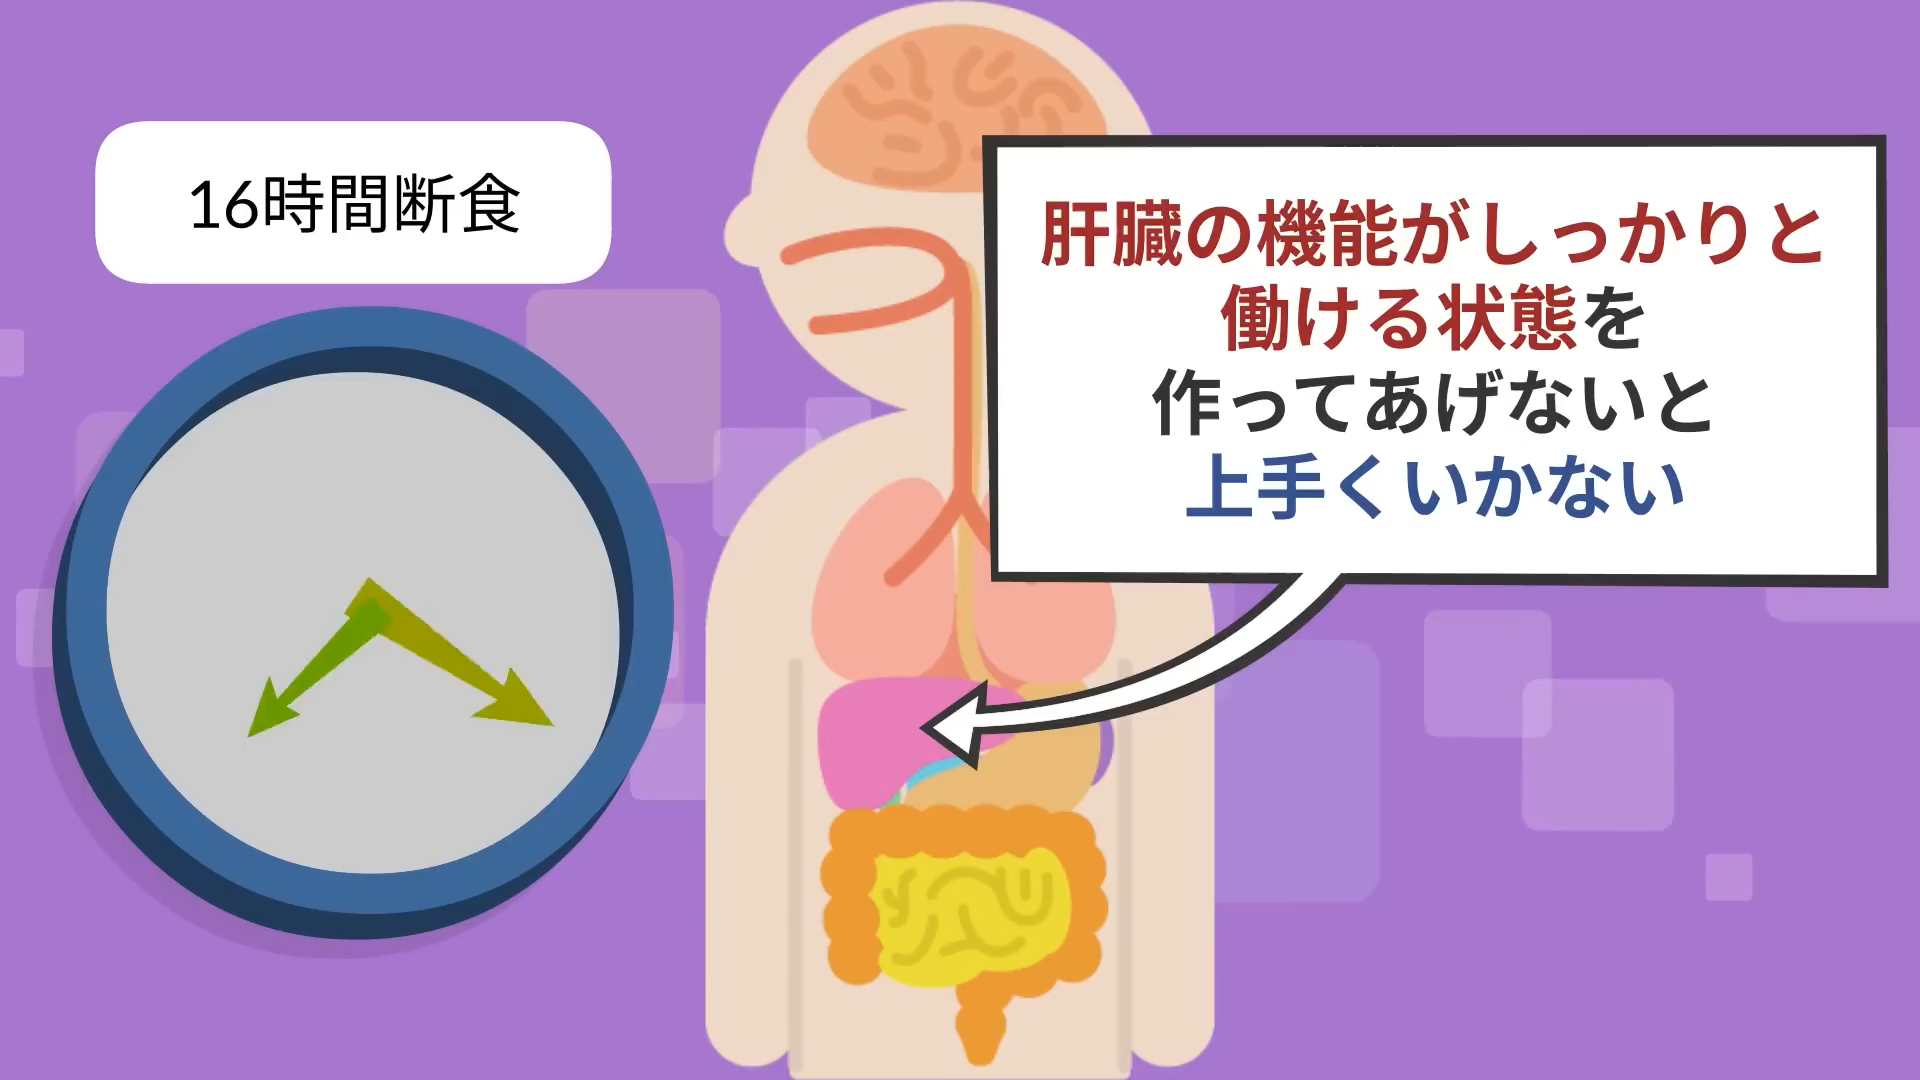 16時間断食
肝臓の機能がしっかりと
働ける状態を
作ってあげないと
上手くいかない